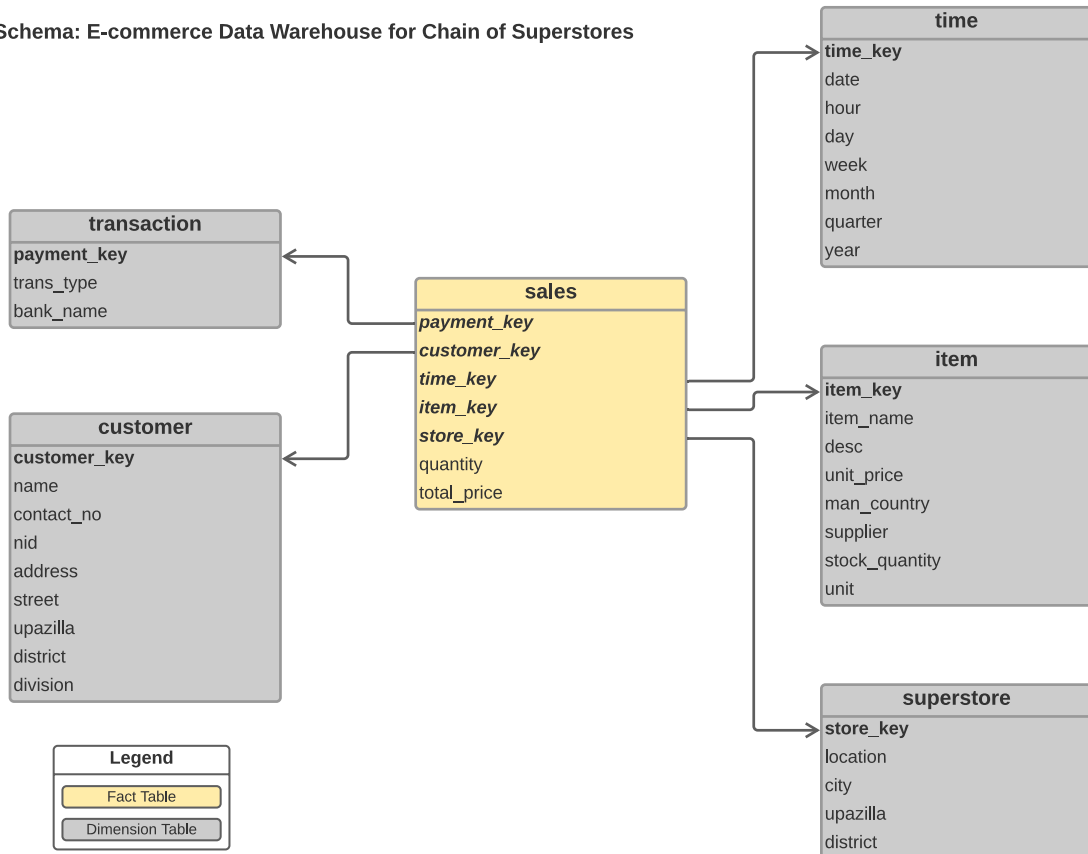 Schema: E-commerce Data Warehouse for Chain of Superstores
time
time_key
date
hour
day
week
month
quarter
year
transaction
payment_key
trans_type
bank_name
sales
payment_key
customer_key
time_key
item_key
store_key
quantity
total_price
item
item_key
item_name
desc
unit_price
man_country
supplier
stock_quantity
unit
customer
customer_key
name
contact_no
nid
address
street
upazilla
district
division
superstore
store_key
location
city
upazilla
district
Legend
Fact Table
Dimension Table